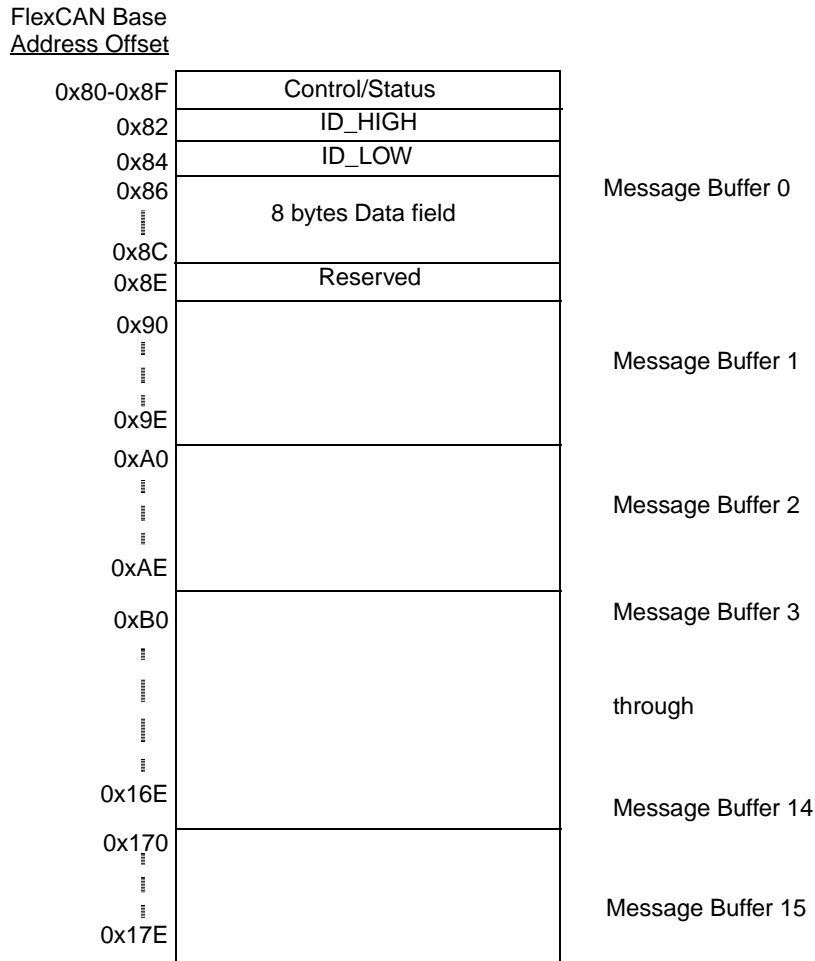 FlexCAN Base
Address Offset
0x80-0x8F Control/Status
0x82 ID_HIGH
0x84 ID_LOW
0x86 Message Buffer 0
8 bytes Data field
0x8C
0x8E Reserved
0x90
Message Buffer 1
0x9E
0xA0
Message Buffer 2
0xAE
0xB0 Message Buffer 3
through
0x16E Message Buffer 14
0x170
Message Buffer 15
0x17E